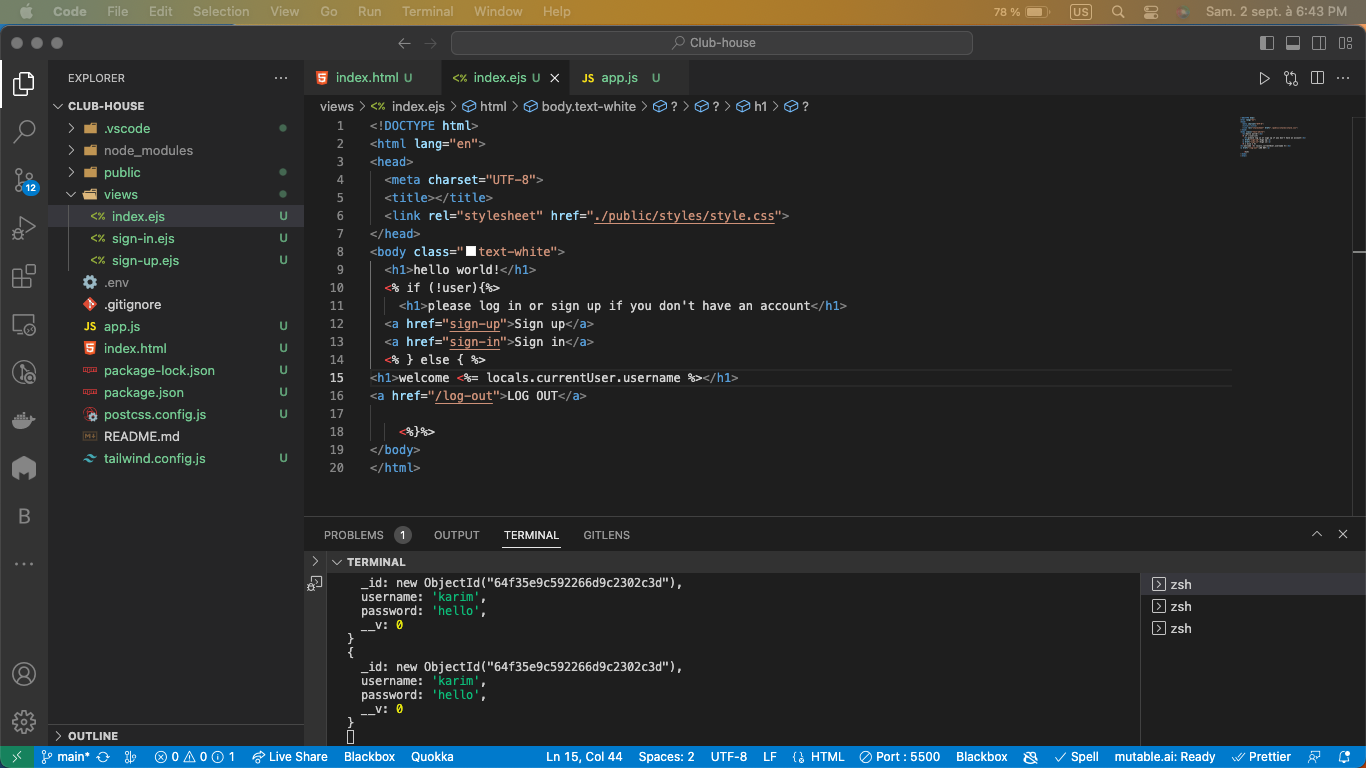 Code File Edit Selection View Go Run Terminal Window Help 78 % US Sam. 2 sept. à 6:43 PM
Club-house
EXPLORER
index.html U index.ejs U JS app.js U
CLUB-HOUSE
views <%> index.ejs html body.text-white ? ? h1 ?
.vscode
node_modules
public
views
<%> index.ejs U
<%> sign-in.ejs U
<%> sign-up.ejs U
.env
.gitignore
JS app.js U
index.html U
package-lock.json U
package.json U
postcss.config.js U
README.md
tailwind.config.js U
12
OUTLINE
1 <!DOCTYPE html>
2 <html lang="en">
3 <head>
4 <meta charset="UTF-8">
5 <title></title>
6 <link rel="stylesheet" href="./public/styles/style.css">
7 </head>
8 <body class="text-white">
9 <h1>hello world!</h1>
10 <% if (!user){%>
11 <h1>please log in or sign up if you don't have an account</h1>
12 <a href="sign-up">Sign up</a>
13 <a href="sign-in">Sign in</a>
14 <% } else { %>
15 <h1>welcome <%= locals.currentUser.username %></h1>
16 <a href="/log-out">LOG OUT</a>
17
18 <%}%>
19 </body>
20 </html>
PROBLEMS 1 OUTPUT TERMINAL GITLENS
TERMINAL
_id: new ObjectId("64f35e9c592266d9c2302c3d"),
username: 'karim',
password: 'hello',
__v: 0
}
{
_id: new ObjectId("64f35e9c592266d9c2302c3d"),
username: 'karim',
password: 'hello',
__v: 0
}
zsh
zsh
zsh
B
main* 0 0 1 Live Share Blackbox Quokka Ln 15, Col 44 Spaces: 2 UTF-8 LF HTML Port : 5500 Blackbox Spell mutable.ai: Ready Prettier